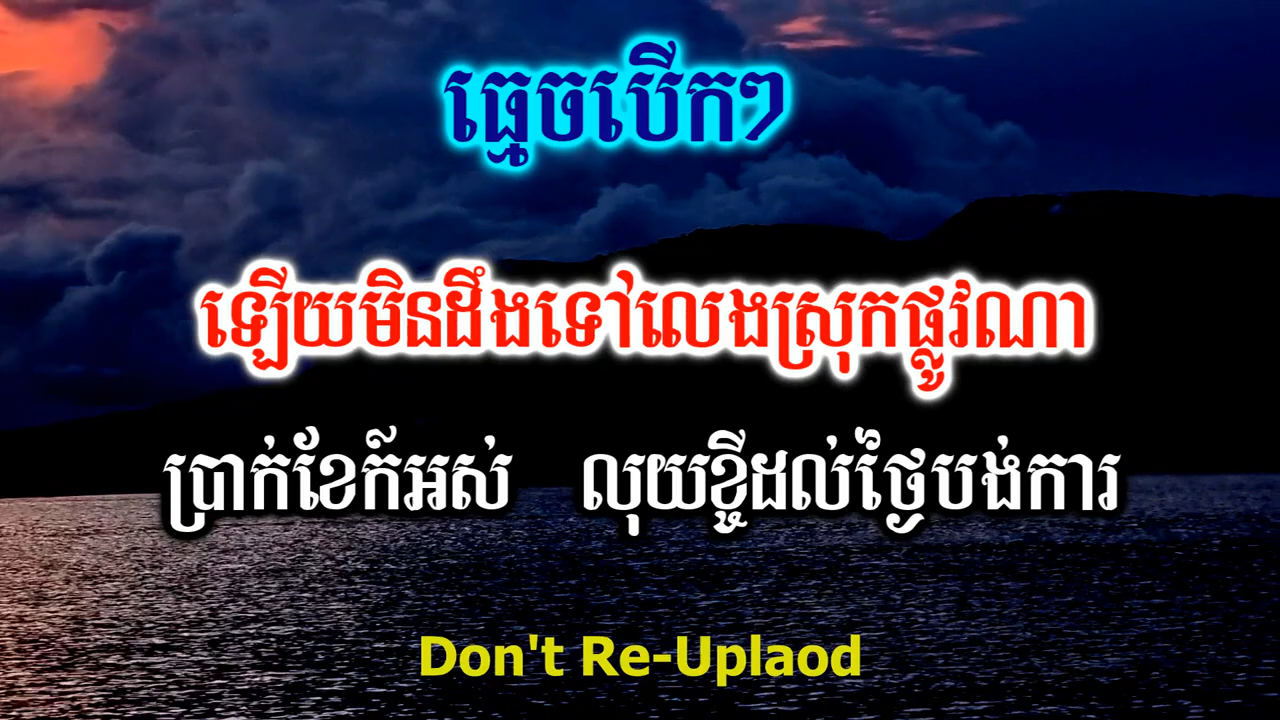 ធ្មេចបើកៗ
ឡើយមិនដឹងទៅលេងស្រុកផ្លូវណា
ប្រាក់ខែក៍អស់ លុយខ្ចីដល់ថ្ងៃបង់ការ
Don't Re-Uplaod